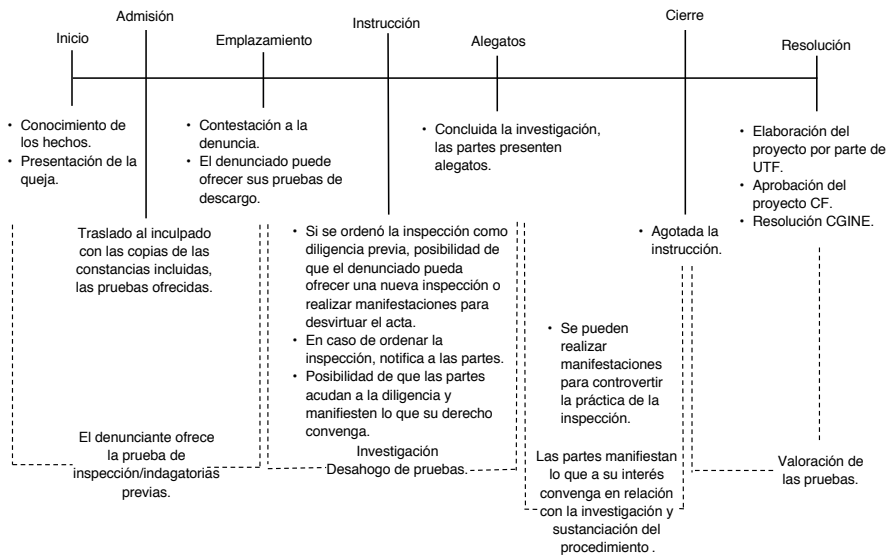 Inicio
Admisión
Emplazamiento
Instrucción
Alegatos
Cierre
Resolución
• Conocimiento de
los hechos.
• Presentación de la
queja.
Traslado al inculpado
con las copias de las
constancias incluidas,
las pruebas ofrecidas.
• Contestación a la
denuncia.
• El denunciado puede
ofrecer sus pruebas de
descargo.
• Si se ordenó la inspección como
diligencia previa, posibilidad de
que el denunciado pueda
ofrecer una nueva inspección o
realizar manifestaciones para
desvirtuar el acta.
• En caso de ordenar la
inspección, notifica a las partes.
• Posibilidad de que las partes
acudan a la diligencia y
manifiesten lo que su derecho
convenga.
• Concluida la investigación,
las partes presenten
alegatos.
• Se pueden
realizar
manifestaciones
para controvertir
la práctica de la
inspección.
• Agotada la
instrucción.
• Elaboración del
proyecto por parte de
UTF.
• Aprobación del
proyecto CF.
• Resolución CGINE.
El denunciante ofrece
la prueba de
inspección/indagatorias
previas.
Investigación
Desahogo de pruebas.
Las partes manifiestan
lo que a su interés
convenga en relación
con la investigación y
sustanciación del
procedimiento .
Valoración de
las pruebas.